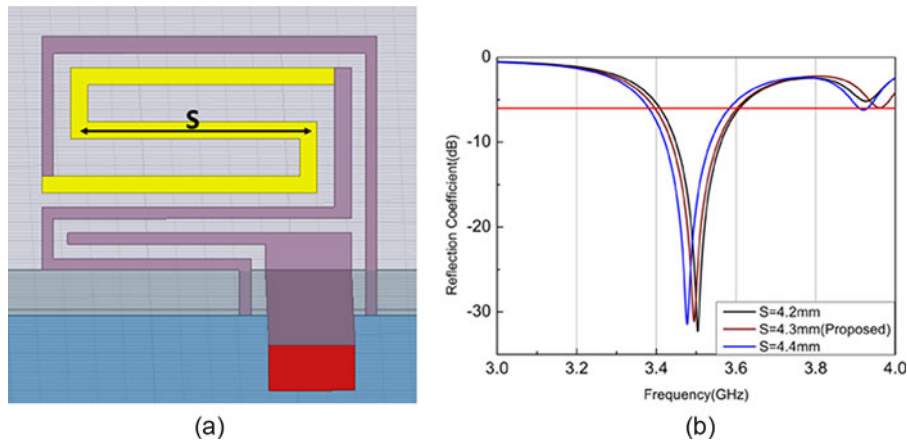 S
(a)
Reflection Coefficient(dB)
0
-10
-20
-30
3.0
3.2
3.4
3.6
3.8
4.0
Frequency(GHz)
S=4.2mm
S=4.3mm(Proposed)
S=4.4mm
(b)